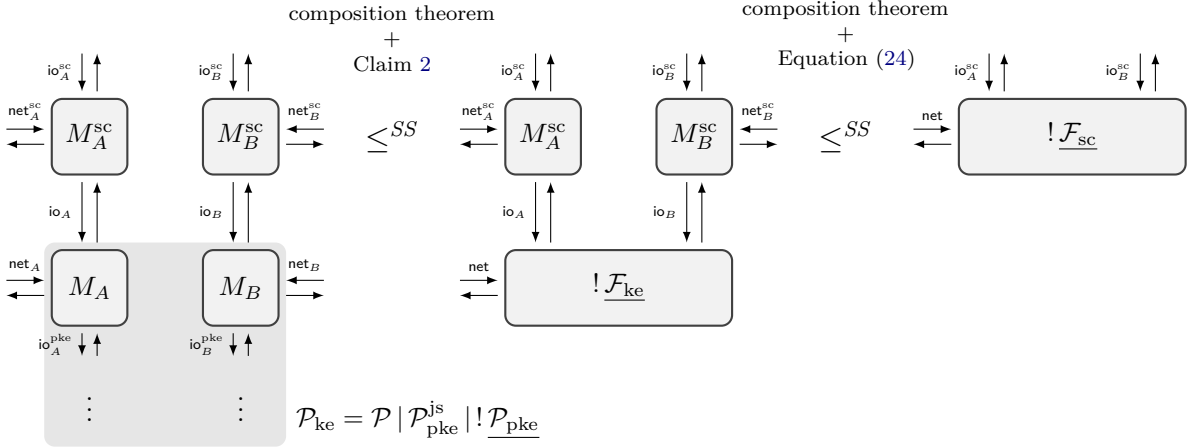 composition theorem
+
Claim 2
composition theorem
+
Equation (24)
io_A^sc io_B^sc io_A^sc io_B^sc io_A^sc io_B^sc
net_A^sc M_A^sc M_B^sc net_B^sc ≤^SS net_A^sc M_A^sc M_B^sc net_B^sc ≤^SS net ! F_sc
io_A io_B io_A io_B
net_A M_A M_B net_B net ! F_ke
io_A^pke io_B^pke
⋮ ⋮
P_ke = P | P_pke^js | ! P_pke